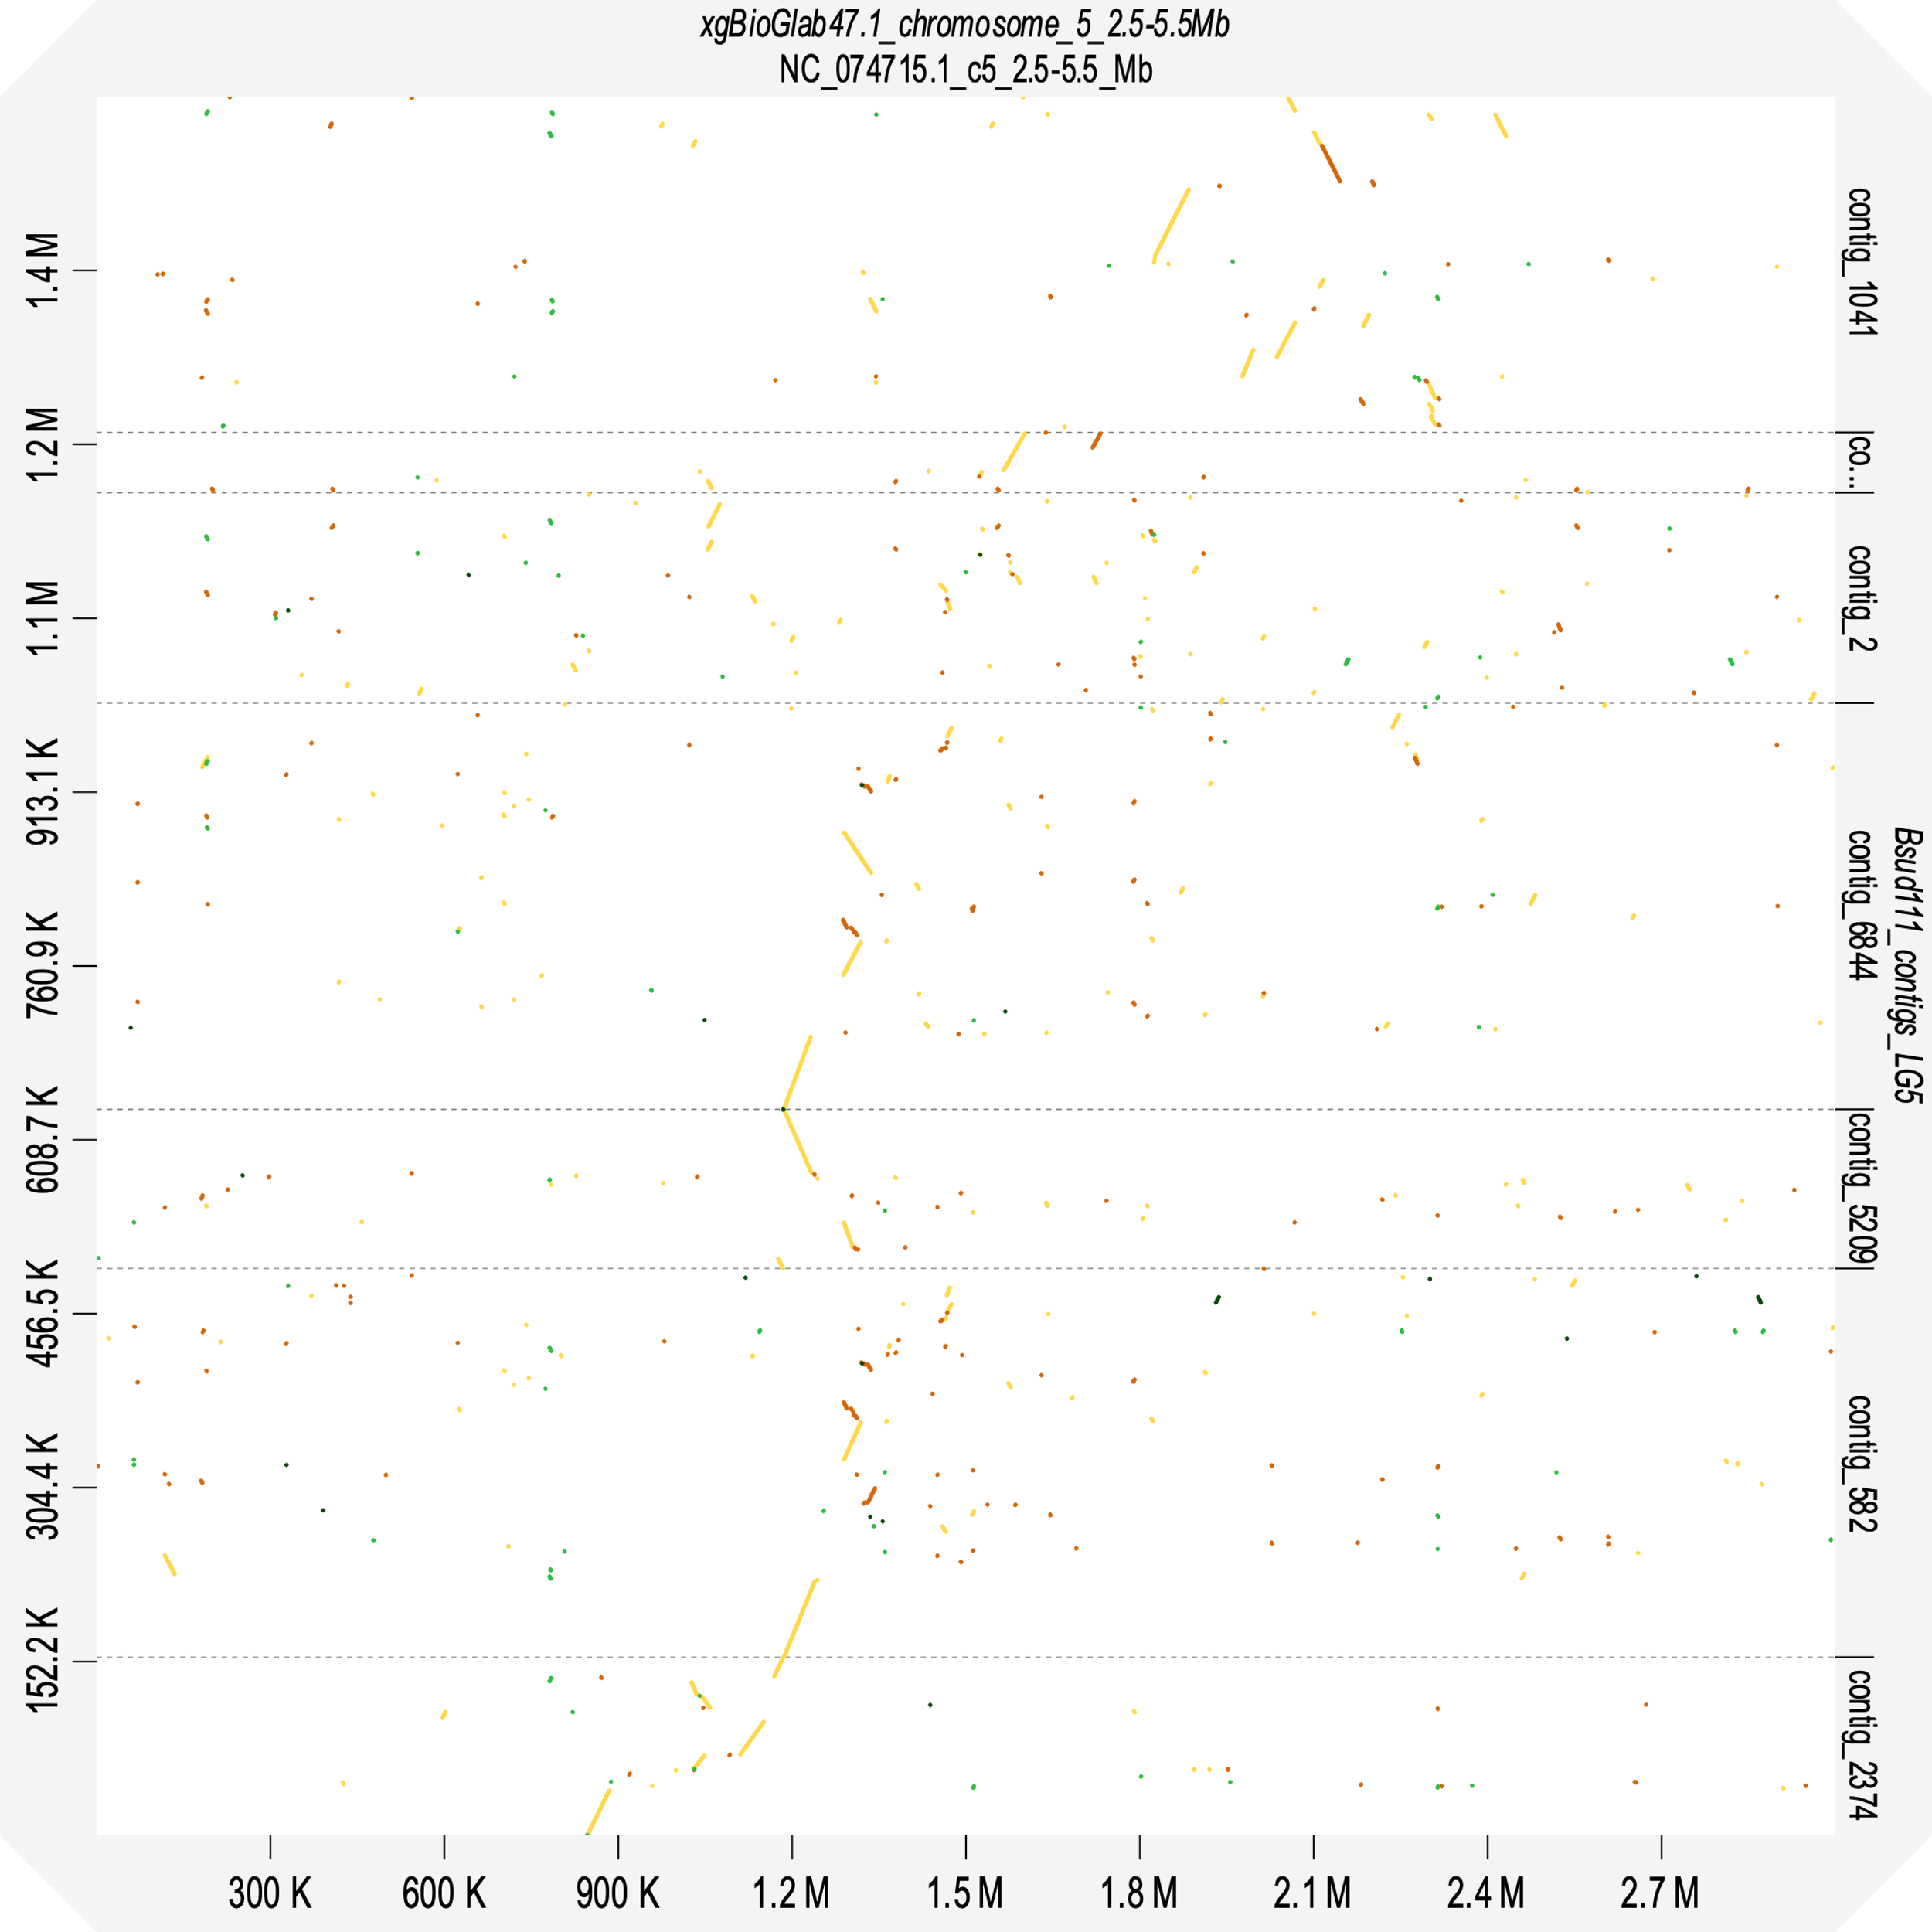 xgBioGlab47.1_chromosome_5_2.5-5.5Mb
NC_074715.1_c5_2.5-5.5_Mb
1.4 M
1.2 M
1.1 M
913.1 K
760.9 K
608.7 K
456.5 K
304.4 K
152.2 K
contig_1041
co...
contig_2
contig_6844
contig_5209
contig_582
contig_2374
Bsud111_contigs_LG5
300 K
600 K
900 K
1.2 M
1.5 M
1.8 M
2.1 M
2.4 M
2.7 M